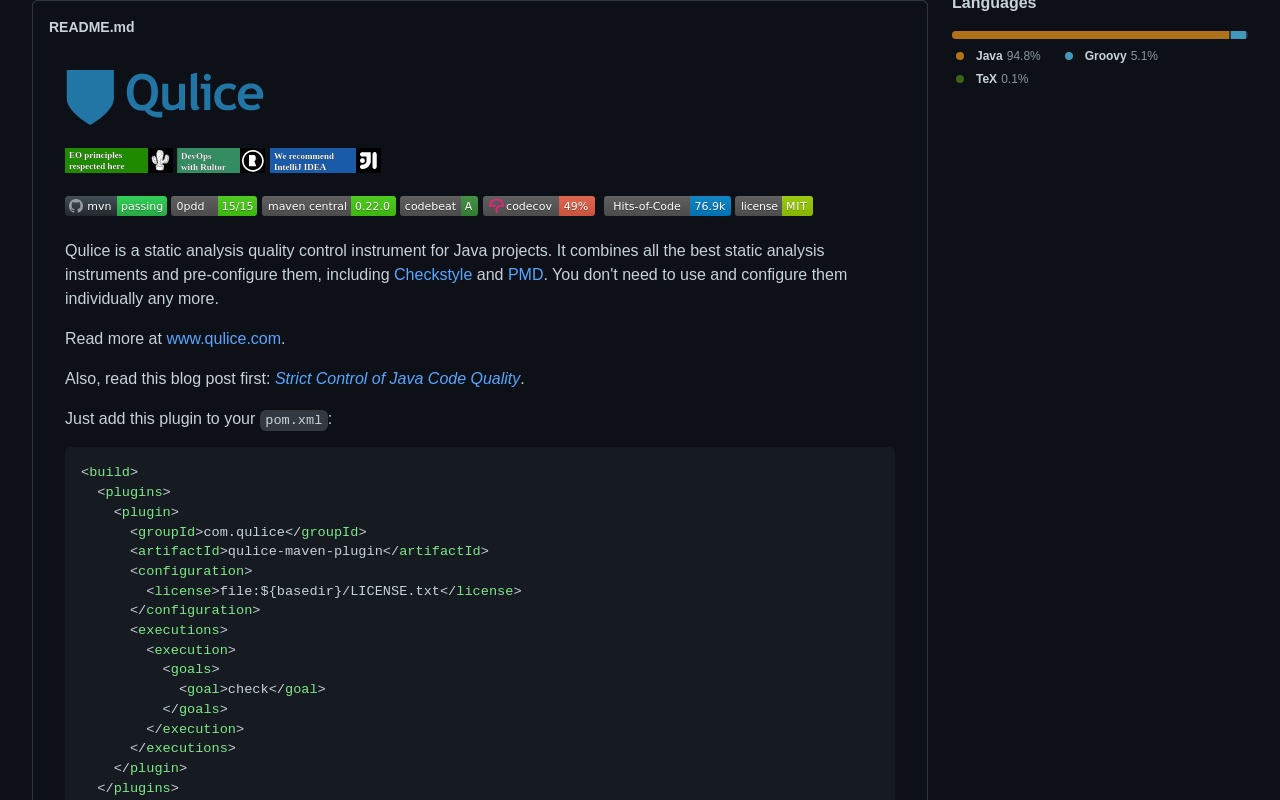 Languages
README.md
Java 94.8%
Groovy 5.1%
TeX 0.1%
Qulice
EO principles
respected here
DevOps
with Rultor
We recommend
IntelliJ IDEA
mvn passing
0pdd 15/15
maven central 0.22.0
codebeat A
codecov 49%
Hits-of-Code 76.9k
license MIT
Qulice is a static analysis quality control instrument for Java projects. It combines all the best static analysis
instruments and pre-configure them, including Checkstyle and PMD. You don't need to use and configure them
individually any more.
Read more at www.qulice.com.
Also, read this blog post first: Strict Control of Java Code Quality.
Just add this plugin to your pom.xml:
<build>
  <plugins>
    <plugin>
      <groupId>com.qulice</groupId>
      <artifactId>qulice-maven-plugin</artifactId>
      <configuration>
        <license>file:${basedir}/LICENSE.txt</license>
      </configuration>
      <executions>
        <execution>
          <goals>
            <goal>check</goal>
          </goals>
        </execution>
      </executions>
    </plugin>
  </plugins>